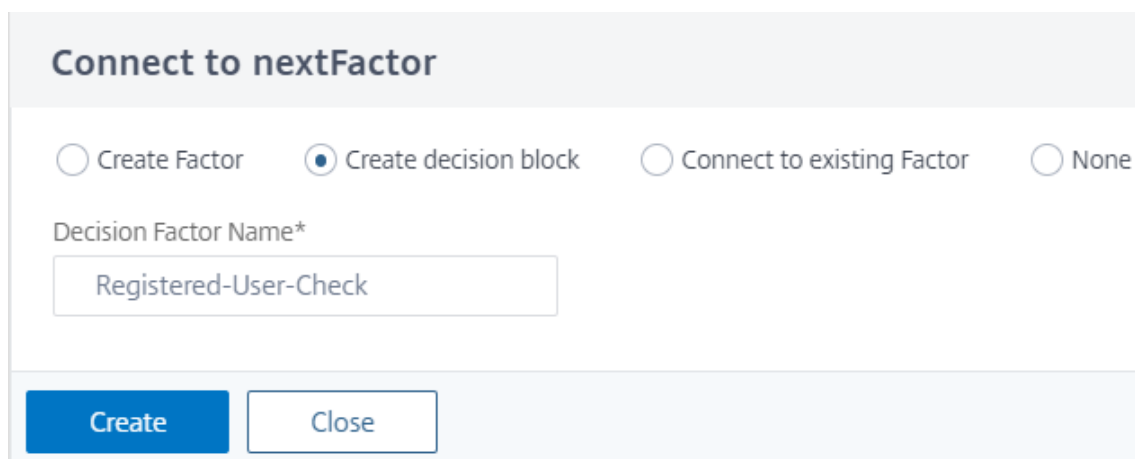 Connect to nextFactor
Create Factor Create decision block Connect to existing Factor None
Decision Factor Name*
Registered-User-Check
Create Close